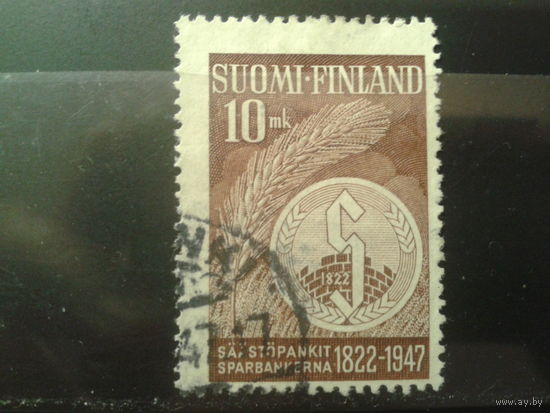 SUOMI·FINLAND
10 mk
S
1822
SÄÄSTÖPANKIT
SPARBANKERNA 1822-1947
www.ay.by